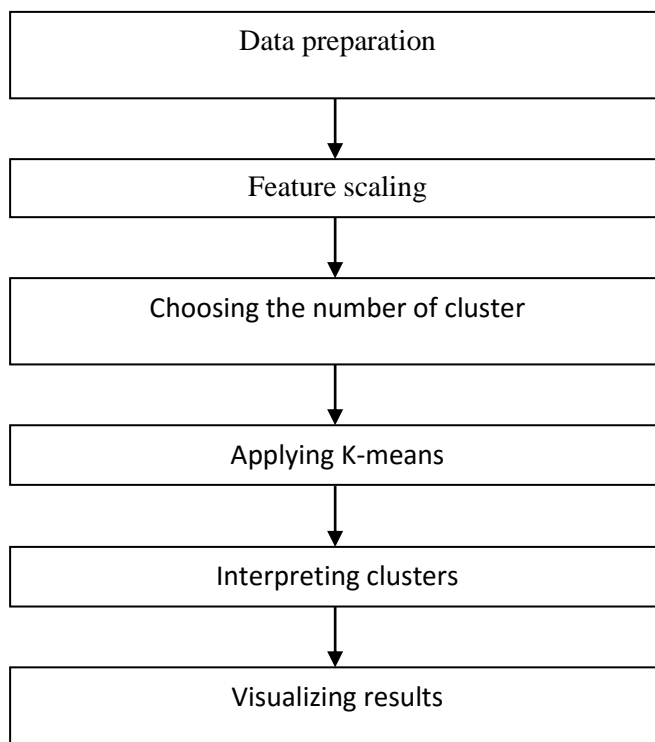 Data preparation
Feature scaling
Choosing the number of cluster
Applying K-means
Interpreting clusters
Visualizing results